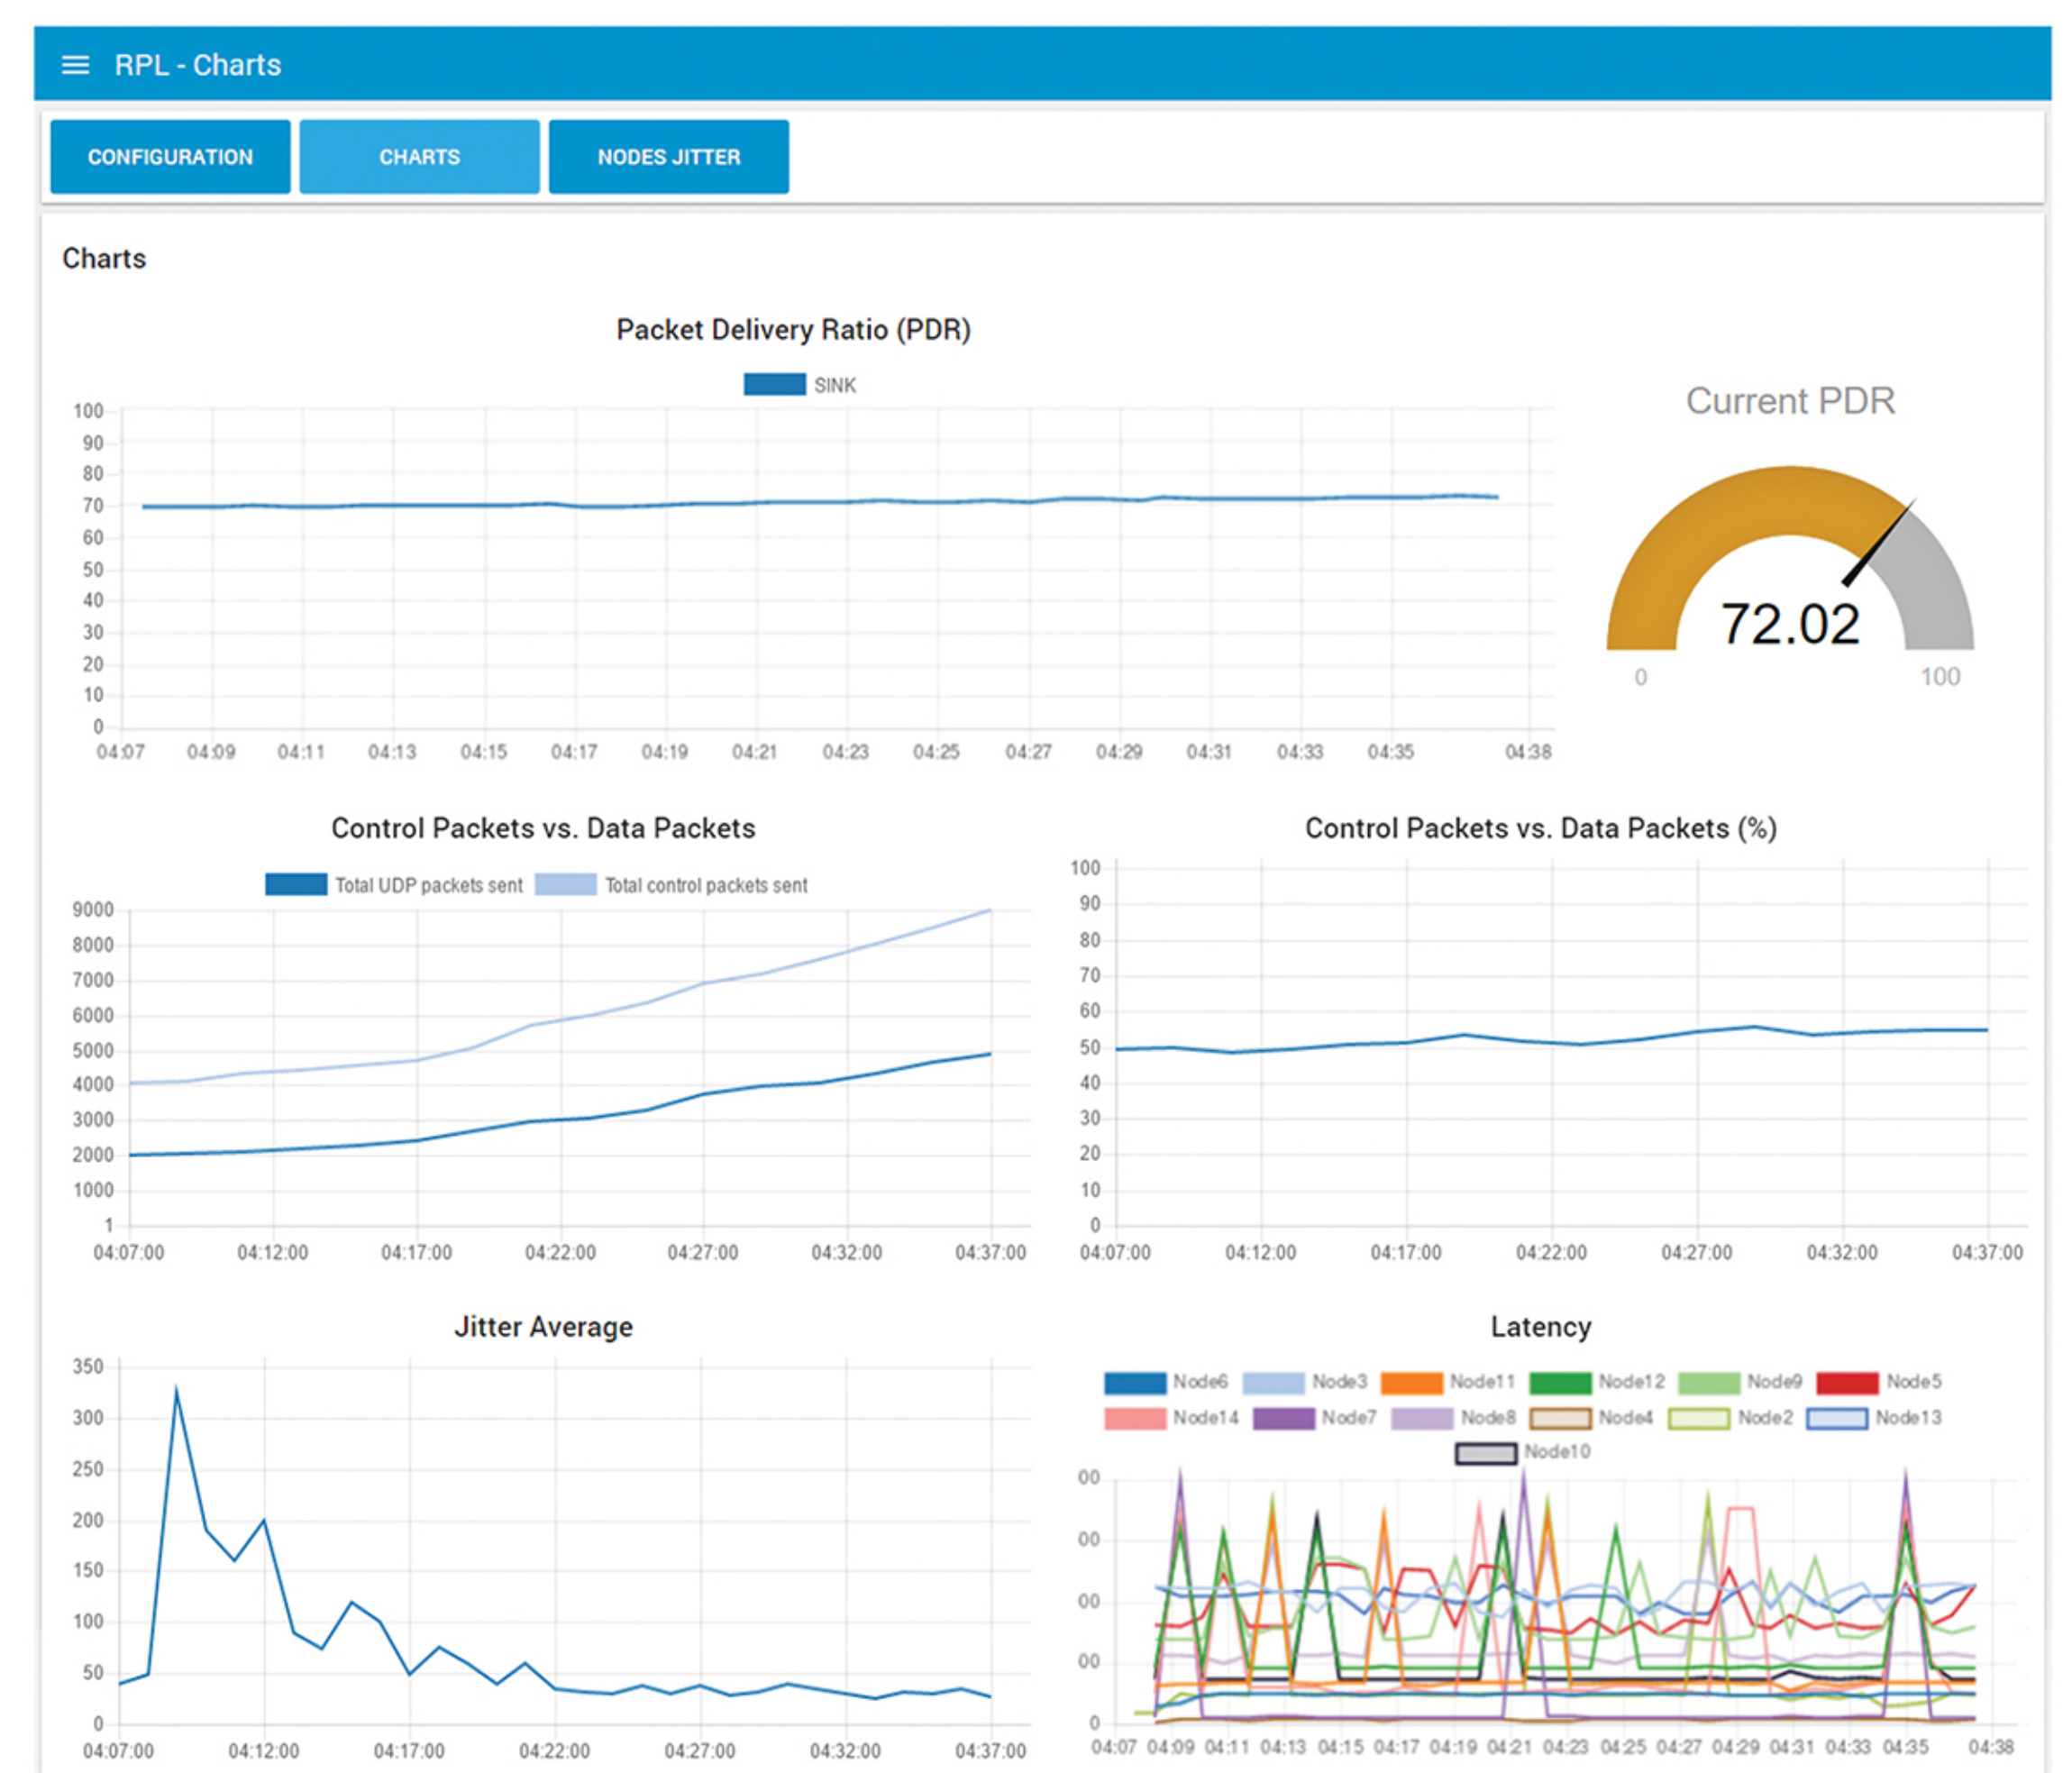 RPL - Charts
CONFIGURATION CHARTS NODES JITTER
Charts
Packet Delivery Ratio (PDR)
SINK
100
90
80
70
60
50
40
30
20
10
0
04:07 04:09 04:11 04:13 04:15 04:17 04:19 04:21 04:23 04:25 04:27 04:29 04:31 04:33 04:35 04:38
Current PDR
72.02
0 100
Control Packets vs. Data Packets
Total UDP packets sent Total control packets sent
9000
8000
7000
6000
5000
4000
3000
2000
1000
1
04:07:00 04:12:00 04:17:00 04:22:00 04:27:00 04:32:00 04:37:00
Control Packets vs. Data Packets (%)
100
90
80
70
60
50
40
30
20
10
0
04:07:00 04:12:00 04:17:00 04:22:00 04:27:00 04:32:00 04:37:00
Jitter Average
350
300
250
200
150
100
50
0
04:07:00 04:12:00 04:17:00 04:22:00 04:27:00 04:32:00 04:37:00
Latency
Node6 Node3 Node11 Node12 Node9 Node5
Node14 Node7 Node8 Node4 Node2 Node13
Node10
00
00
00
00
0
04:07 04:09 04:11 04:13 04:15 04:17 04:19 04:21 04:23 04:25 04:27 04:29 04:31 04:33 04:35 04:38